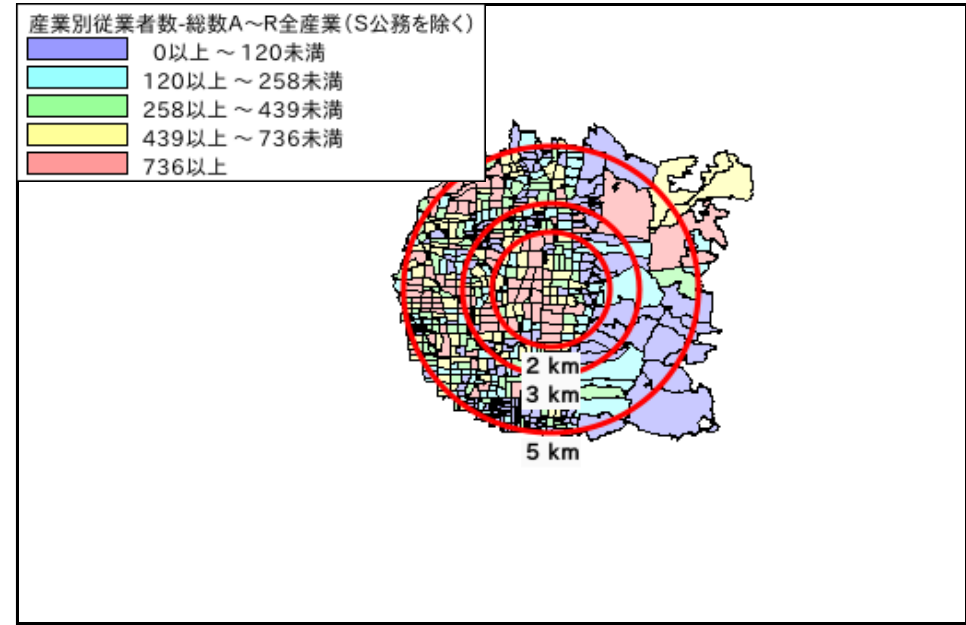 産業別従業者数-総数A～R全産業（S公務を除く）
0以上 ～ 120未満
120以上 ～ 258未満
258以上 ～ 439未満
439以上 ～ 736未満
736以上
2 km
3 km
5 km